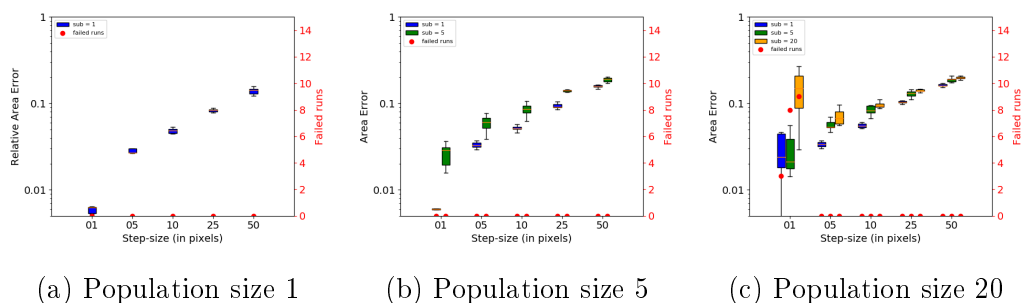 sub = 1
failed runs
1
0.1
0.01
Relative Area Error
14
12
10
8
6
4
2
0
Failed runs
01 05 10 25 50
Step-size (in pixels)
(a) Population size 1
sub = 1
sub = 5
failed runs
1
0.1
0.01
Area Error
14
12
10
8
6
4
2
0
Failed runs
01 05 10 25 50
Step-size (in pixels)
(b) Population size 5
sub = 1
sub = 5
sub = 20
failed runs
1
0.1
0.01
Area Error
14
12
10
8
6
4
2
0
Failed runs
01 05 10 25 50
Step-size (in pixels)
(c) Population size 20